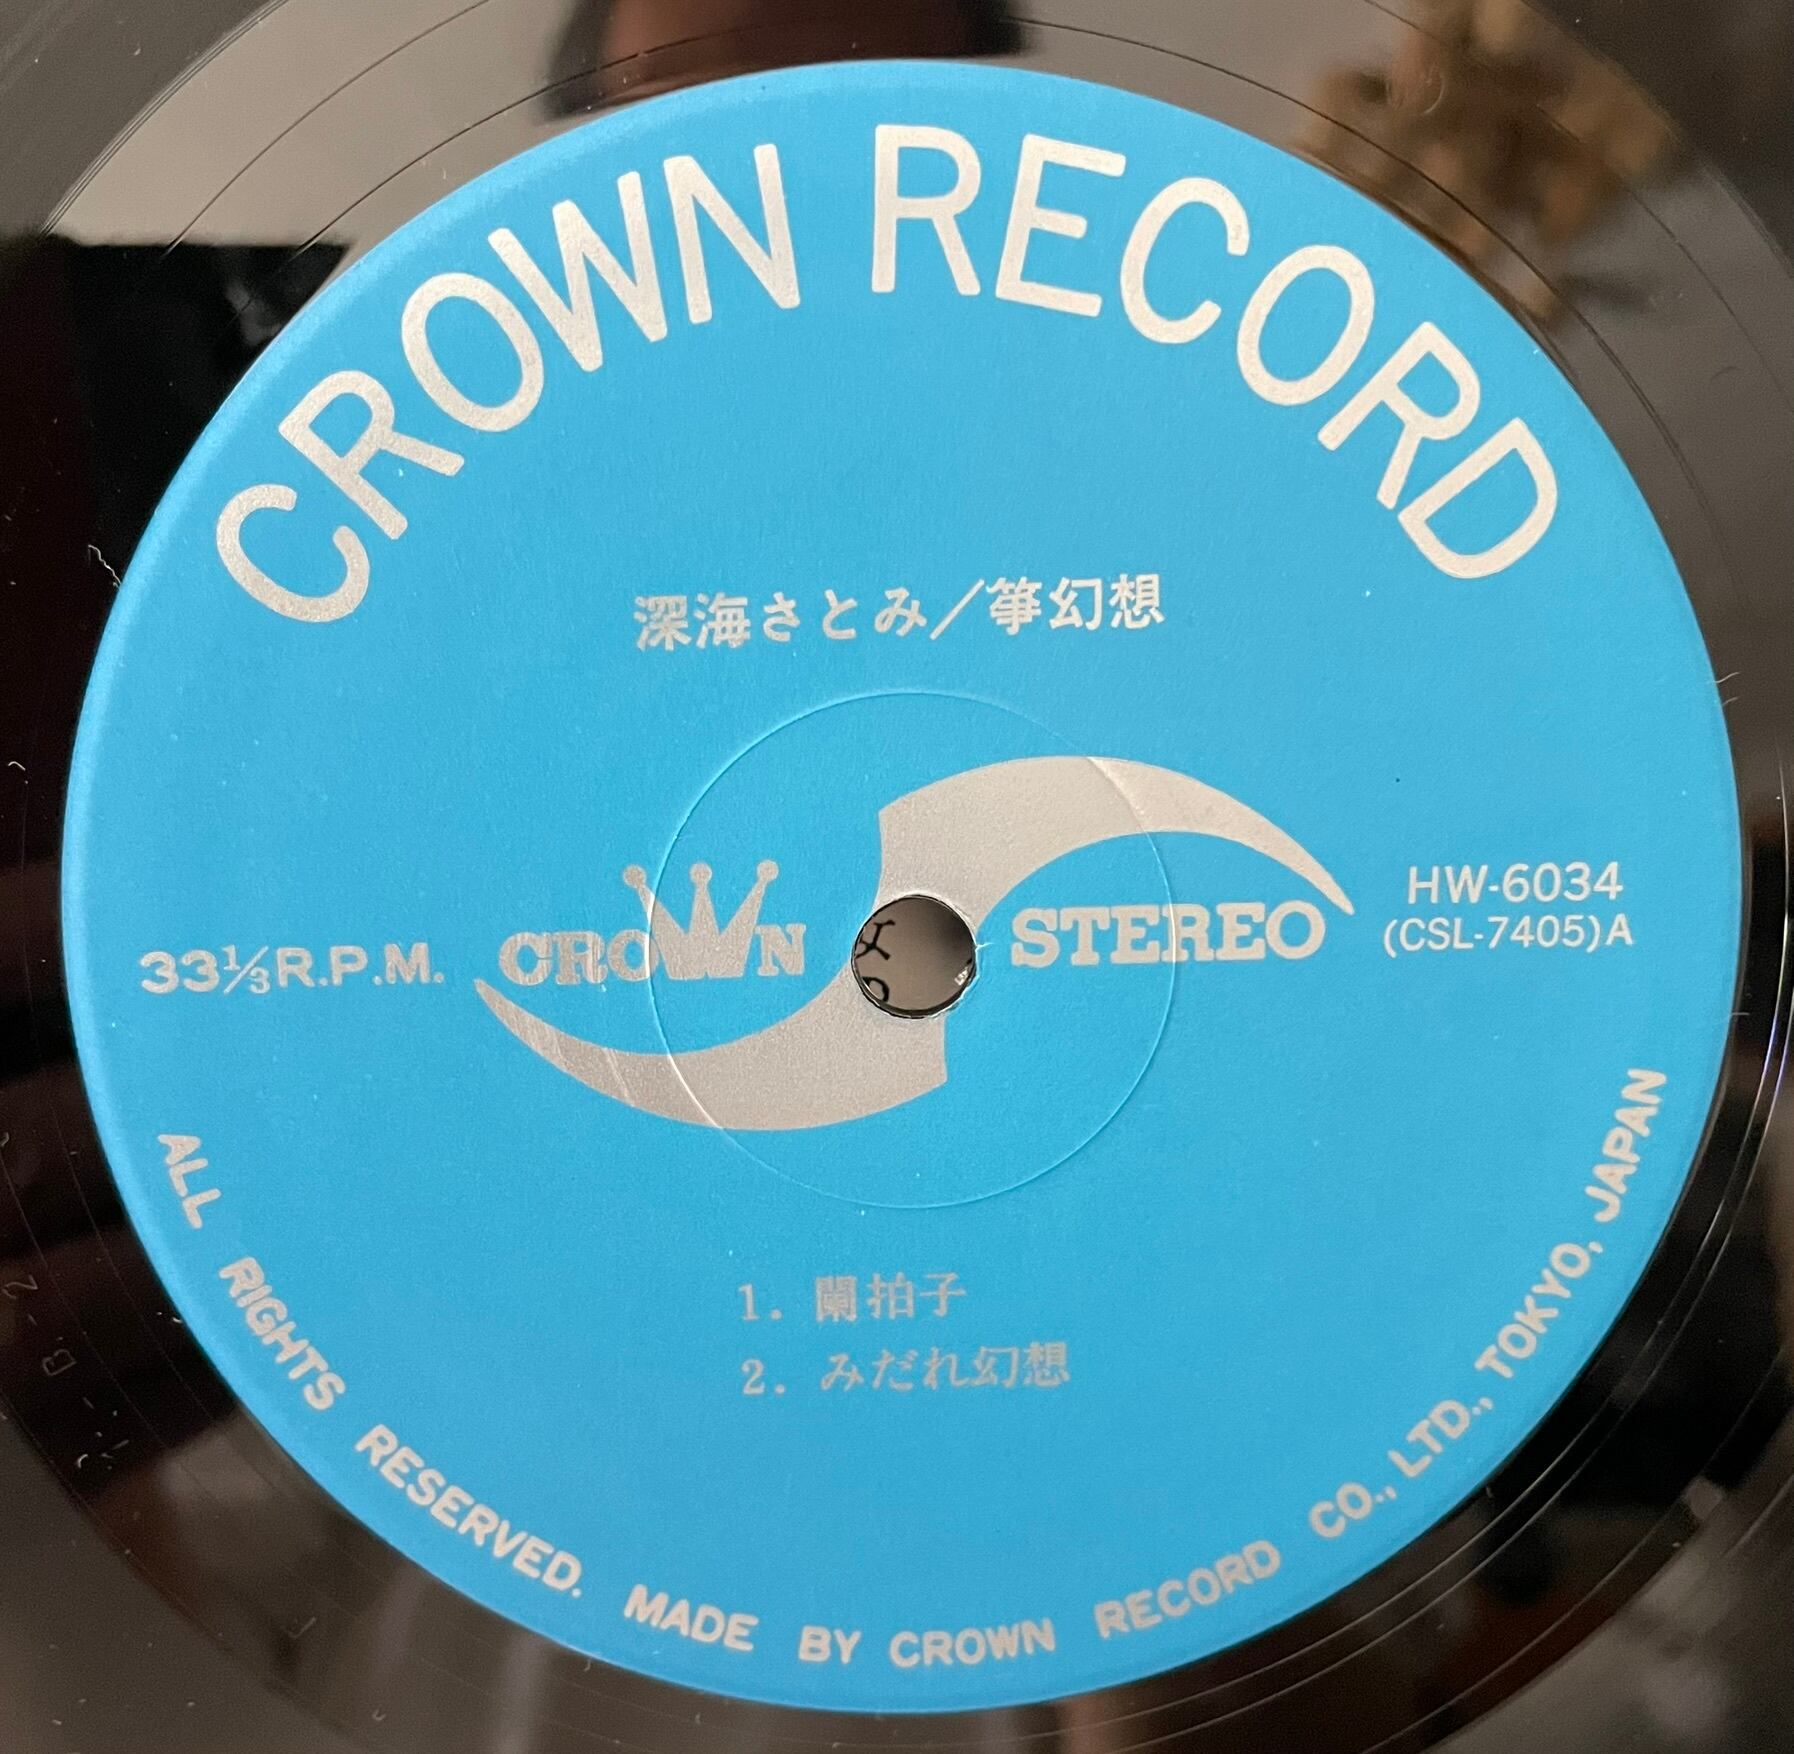 CROWN RECORD
深海さとみ/箏幻想
33⅓R.P.M.
CROWN
STEREO
HW-6034
(CSL-7405)A
1. 闌拍子
2. みだれ幻想
ALL RIGHTS RESERVED. MADE BY CROWN RECORD CO., LTD., TOKYO, JAPAN